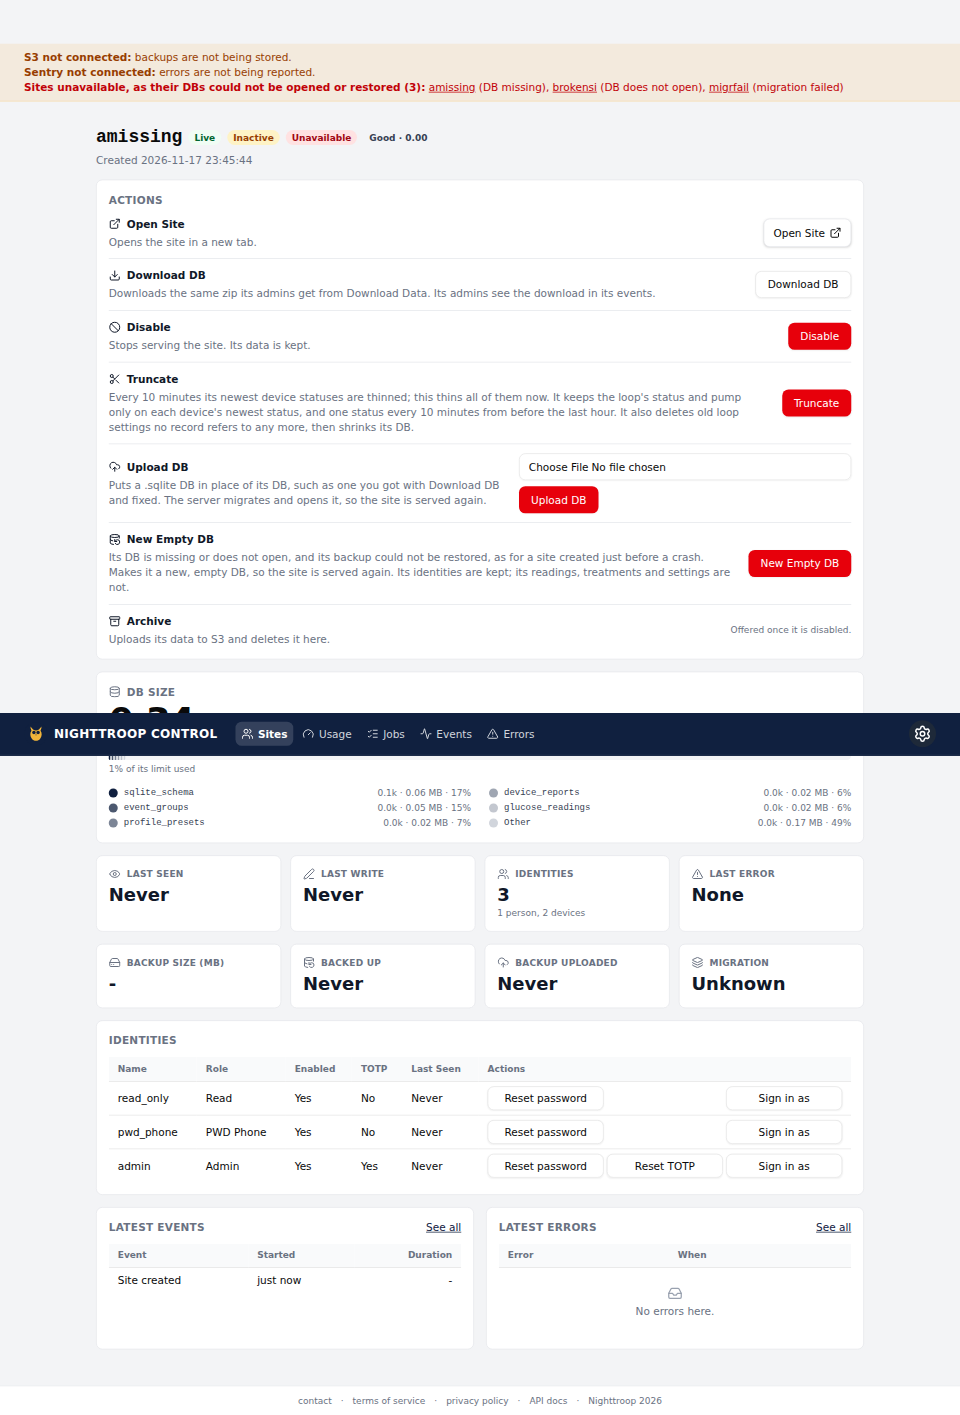 S3 not connected: backups are not being stored.
Sentry not connected: errors are not being reported.
Sites unavailable, as their DBs could not be opened or restored (3): amissing (DB missing), brokensi (DB does not open), migrfail (migration failed)
amissing Live Inactive Unavailable Good · 0.00
Created 2026-11-17 23:45:44
ACTIONS
Open Site
Opens the site in a new tab.
Open Site
Download DB
Downloads the same zip its admins get from Download Data. Its admins see the download in its events.
Download DB
Disable
Stops serving the site. Its data is kept.
Disable
Truncate
Every 10 minutes its newest device statuses are thinned; this thins all of them now. It keeps the loop's status and pump
only on each device's newest status, and one status every 10 minutes from before the last hour. It also deletes old loop
settings no record refers to any more, then shrinks its DB.
Truncate
Upload DB
Puts a .sqlite DB in place of its DB, such as one you got with Download DB
and fixed. The server migrates and opens it, so the site is served again.
Choose File No file chosen
Upload DB
New Empty DB
Its DB is missing or does not open, and its backup could not be restored, as for a site created just before a crash.
Makes it a new, empty DB, so the site is served again. Its identities are kept; its readings, treatments and settings are
not.
New Empty DB
Archive
Uploads its data to S3 and deletes it here.
Offered once it is disabled.
DB SIZE
NIGHTTROOP CONTROL Sites Usage Jobs Events Errors
1% of its limit used
sqlite_schema 0.1k · 0.06 MB · 17%
event_groups 0.0k · 0.05 MB · 15%
profile_presets 0.0k · 0.02 MB · 7%
device_reports 0.0k · 0.02 MB · 6%
glucose_readings 0.0k · 0.02 MB · 6%
Other 0.0k · 0.17 MB · 49%
LAST SEEN
Never
LAST WRITE
Never
IDENTITIES
3
1 person, 2 devices
LAST ERROR
None
BACKUP SIZE (MB)
-
BACKED UP
Never
BACKUP UPLOADED
Never
MIGRATION
Unknown
IDENTITIES
Name Role Enabled TOTP Last Seen Actions
read_only Read Yes No Never Reset password Sign in as
pwd_phone PWD Phone Yes No Never Reset password Sign in as
admin Admin Yes Yes Never Reset password Reset TOTP Sign in as
LATEST EVENTS See all
Event Started Duration
Site created just now -
LATEST ERRORS See all
Error When
No errors here.
contact · terms of service · privacy policy · API docs · Nighttroop 2026